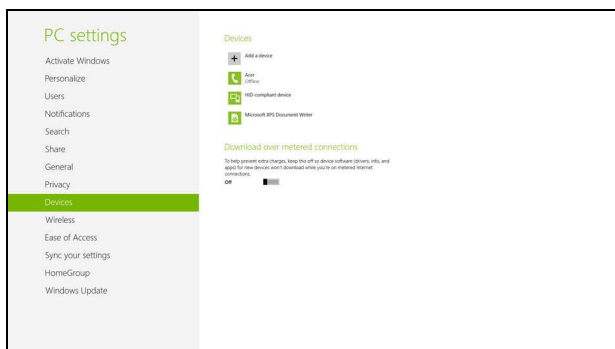 PC settings
Activate Windows
Personalize
Users
Notifications
Search
Share
General
Privacy
Devices
Wireless
Ease of Access
Sync your settings
HomeGroup
Windows Update
Devices
Add a device
Acer
Offline
HID-compliant device
Microsoft XPS Document Writer
Download over metered connections
To help prevent extra charges, keep this off so device software (drivers, info, and
apps) for new devices won't download while you're on metered Internet
connections.
Off